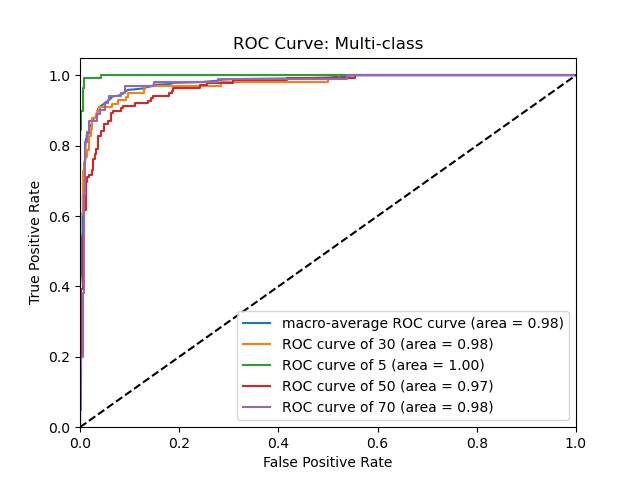 ROC Curve: Multi-class
True Positive Rate
1.0
0.8
0.6
0.4
0.2
0.0
macro-average ROC curve (area = 0.98)
ROC curve of 30 (area = 0.98)
ROC curve of 5 (area = 1.00)
ROC curve of 50 (area = 0.97)
ROC curve of 70 (area = 0.98)
0.0 0.2 0.4 0.6 0.8 1.0
False Positive Rate